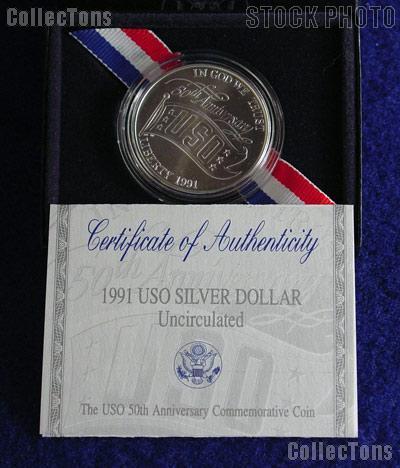 CollecTons
STOCK PHOTO
IN GOD WE TRUST
50th Anniversary
USO
LIBERTY 1991
Certificate of Authenticity
1991 USO SILVER DOLLAR
Uncirculated
The USO 50th Anniversary Commemorative Coin
CollecTons